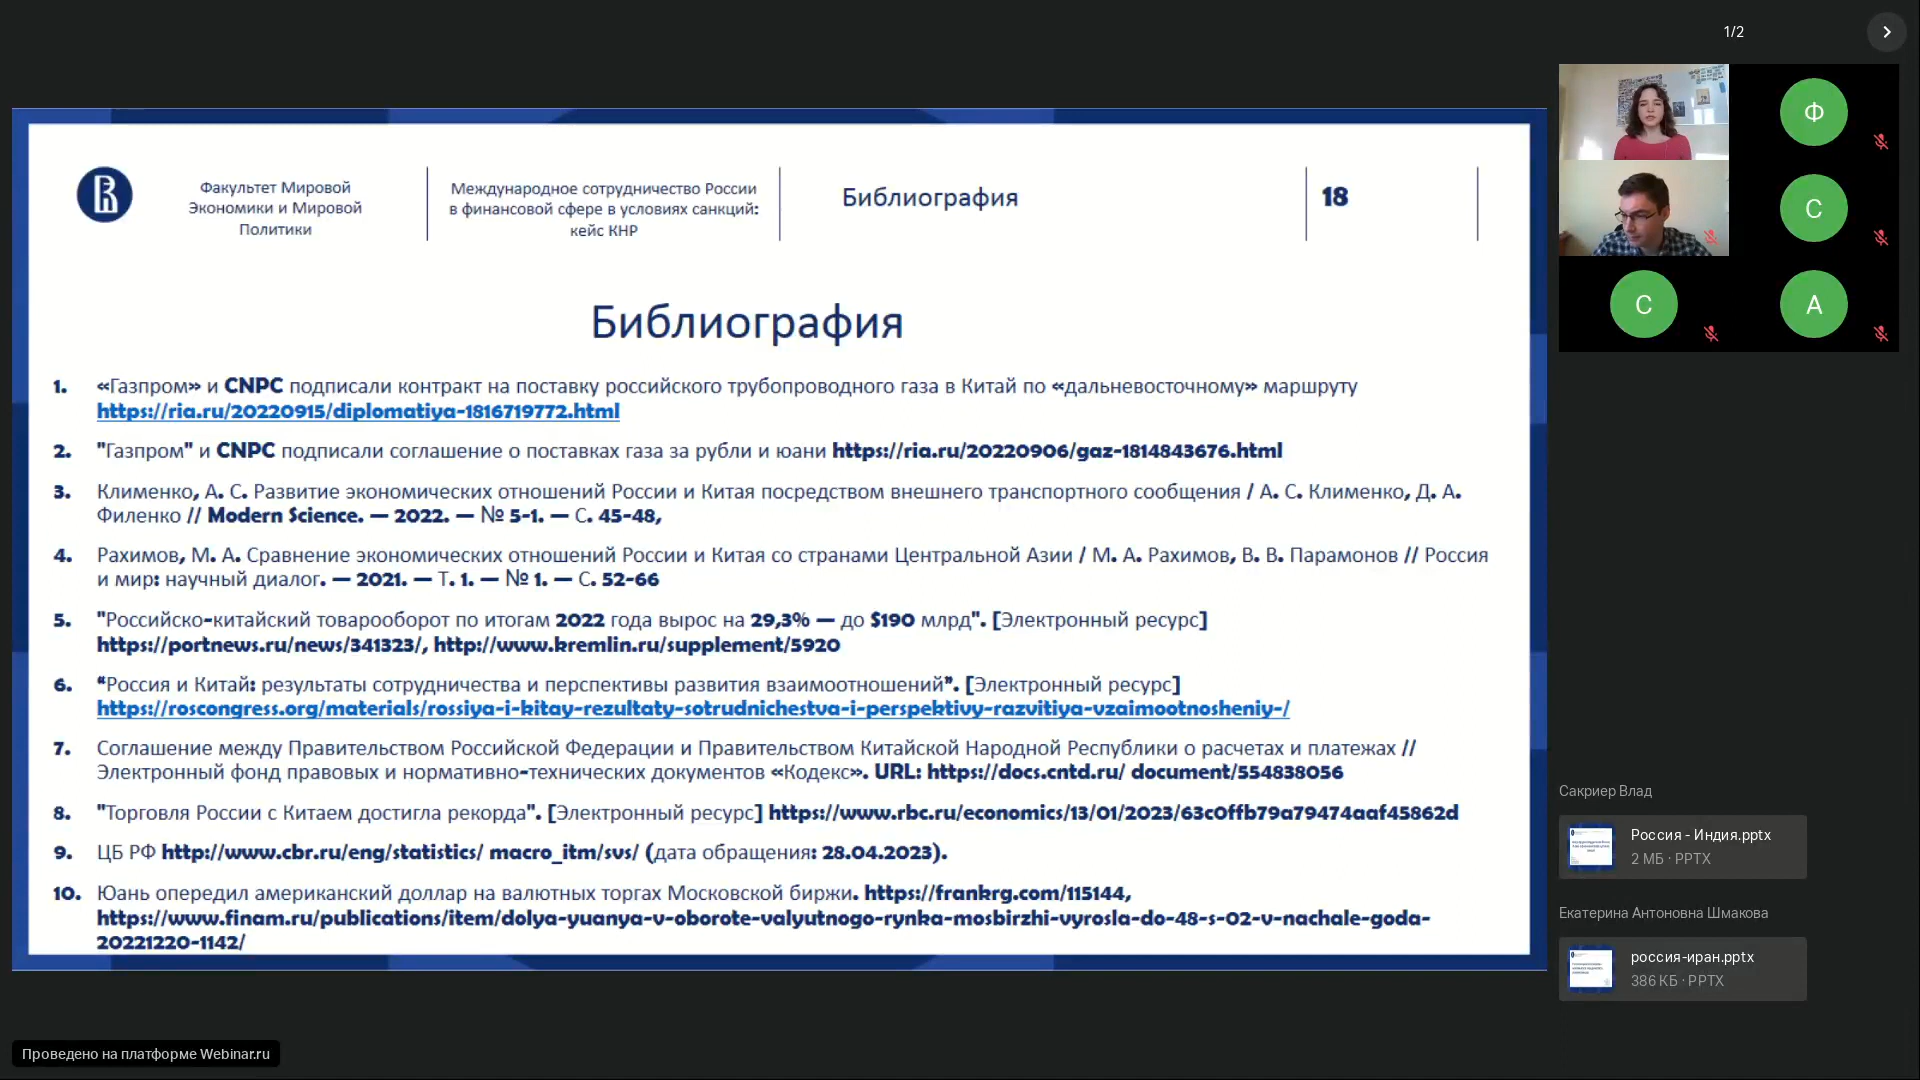 1/2
Факультет Мировой
Экономики и Мировой
Политики
Международное сотрудничество России
в финансовой сфере в условиях санкций:
кейс КНР
Библиография
18
Библиография
1. «Газпром» и CNPC подписали контракт на поставку российского трубопроводного газа в Китай по «дальневосточному» маршруту
https://ria.ru/20220915/diplomatiya-1816719772.html
2. "Газпром" и CNPC подписали соглашение о поставках газа за рубли и юани https://ria.ru/20220906/gaz-1814843676.html
3. Клименко, А. С. Развитие экономических отношений России и Китая посредством внешнего транспортного сообщения / А. С. Клименко, Д. А.
Филенко // Modern Science. — 2022. — № 5-1. — С. 45-48,
4. Рахимов, М. А. Сравнение экономических отношений России и Китая со странами Центральной Азии / М. А. Рахимов, В. В. Парамонов // Россия
и мир: научный диалог. — 2021. — Т. 1. — № 1. — С. 52-66
5. "Российско-китайский товарооборот по итогам 2022 года вырос на 29,3% — до $190 млрд". [Электронный ресурс]
https://portnews.ru/news/341323/, http://www.kremlin.ru/supplement/5920
6. “Россия и Китай: результаты сотрудничества и перспективы развития взаимоотношений”. [Электронный ресурс]
https://roscongress.org/materials/rossiya-i-kitay-rezultaty-sotrudnichestva-i-perspektivy-razvitiya-vzaimootnosheniy-/
7. Соглашение между Правительством Российской Федерации и Правительством Китайской Народной Республики о расчетах и платежах //
Электронный фонд правовых и нормативно-технических документов «Кодекс». URL: https://docs.cntd.ru/ document/554838056
8. "Торговля России с Китаем достигла рекорда". [Электронный ресурс] https://www.rbc.ru/economics/13/01/2023/63c0ffb79a79474aaf45862d
9. ЦБ РФ http://www.cbr.ru/eng/statistics/ macro_itm/svs/ (дата обращения: 28.04.2023).
10. Юань опередил американский доллар на валютных торгах Московской биржи. https://frankrg.com/115144,
https://www.finam.ru/publications/item/dolya-yuanya-v-oborote-valyutnogo-rynka-mosbirzhi-vyrosla-do-48-s-02-v-nachale-goda-
20221220-1142/
Ф
С
С
А
Сакриер Влад
Россия - Индия.pptx
2 МБ · PPTX
Екатерина Антоновна Шмакова
россия-иран.pptx
386 КБ · PPTX
Проведено на платформе Webinar.ru